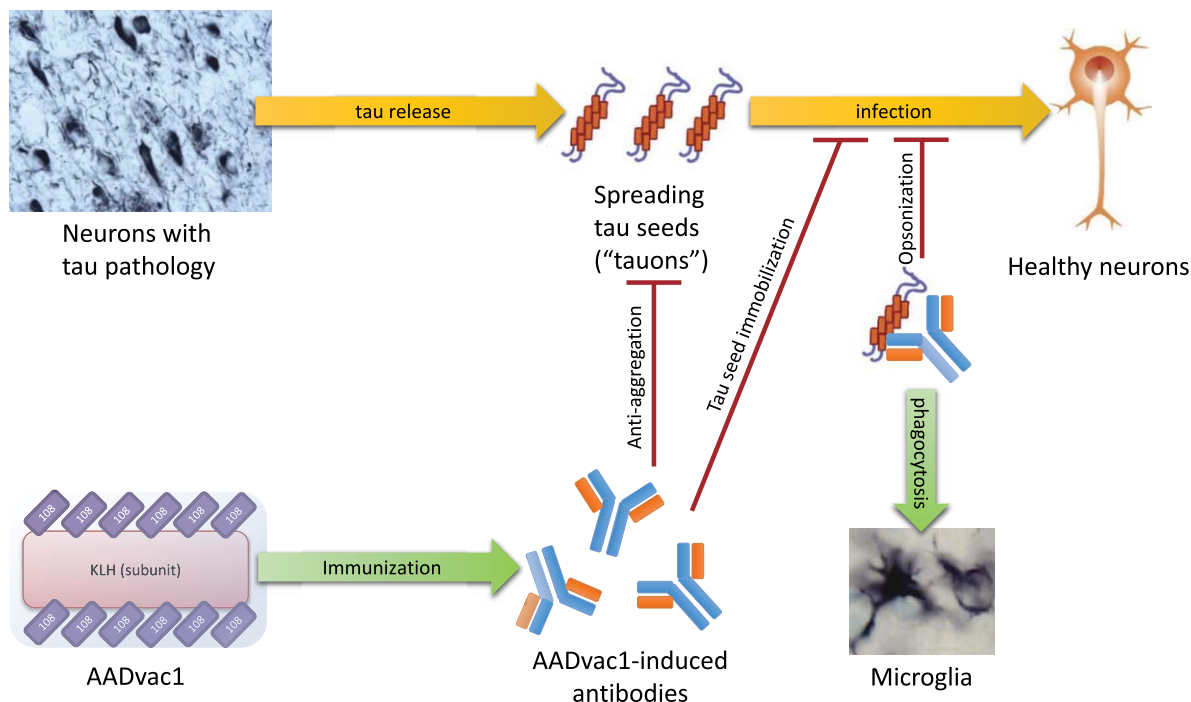 tau release
infection
Spreading
tau seeds
(“tauons”)
Neurons with
tau pathology
Healthy neurons
Opsonization
Tau seed immobilization
Anti-aggregation
phagocytosis
108 108 108 108 108 108
KLH (subunit)
108 108 108 108 108 108
Immunization
AADvac1
AADvac1-induced
antibodies
Microglia